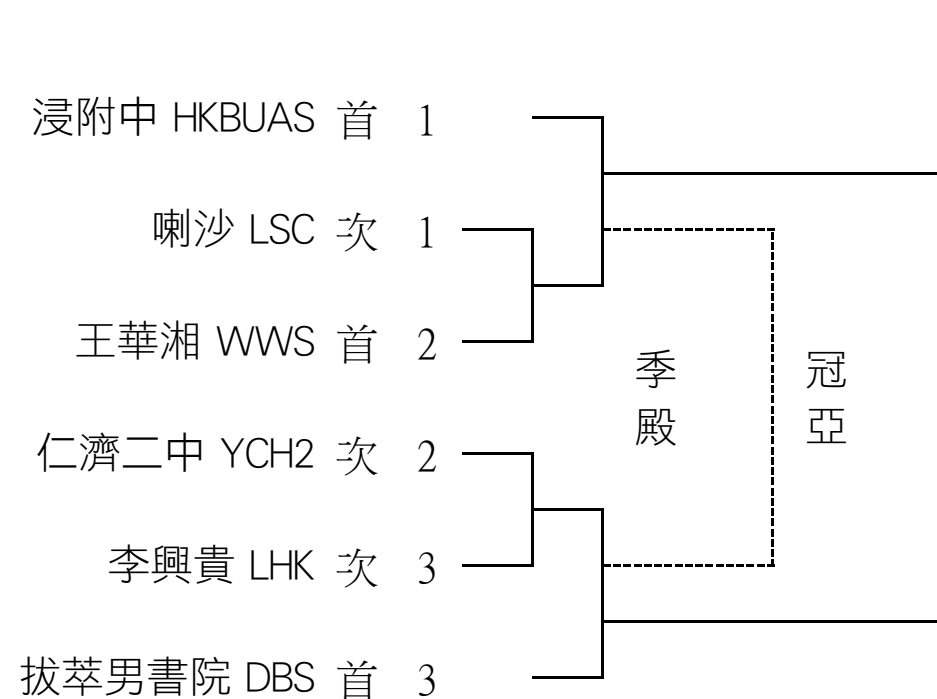 浸附中 HKBUAS 首 1
喇沙 LSC 次 1
王華湘 WWS 首 2
季 冠
殿 亞
仁濟二中 YCH2 次 2
李興貴 LHK 次 3
拔萃男書院 DBS 首 3